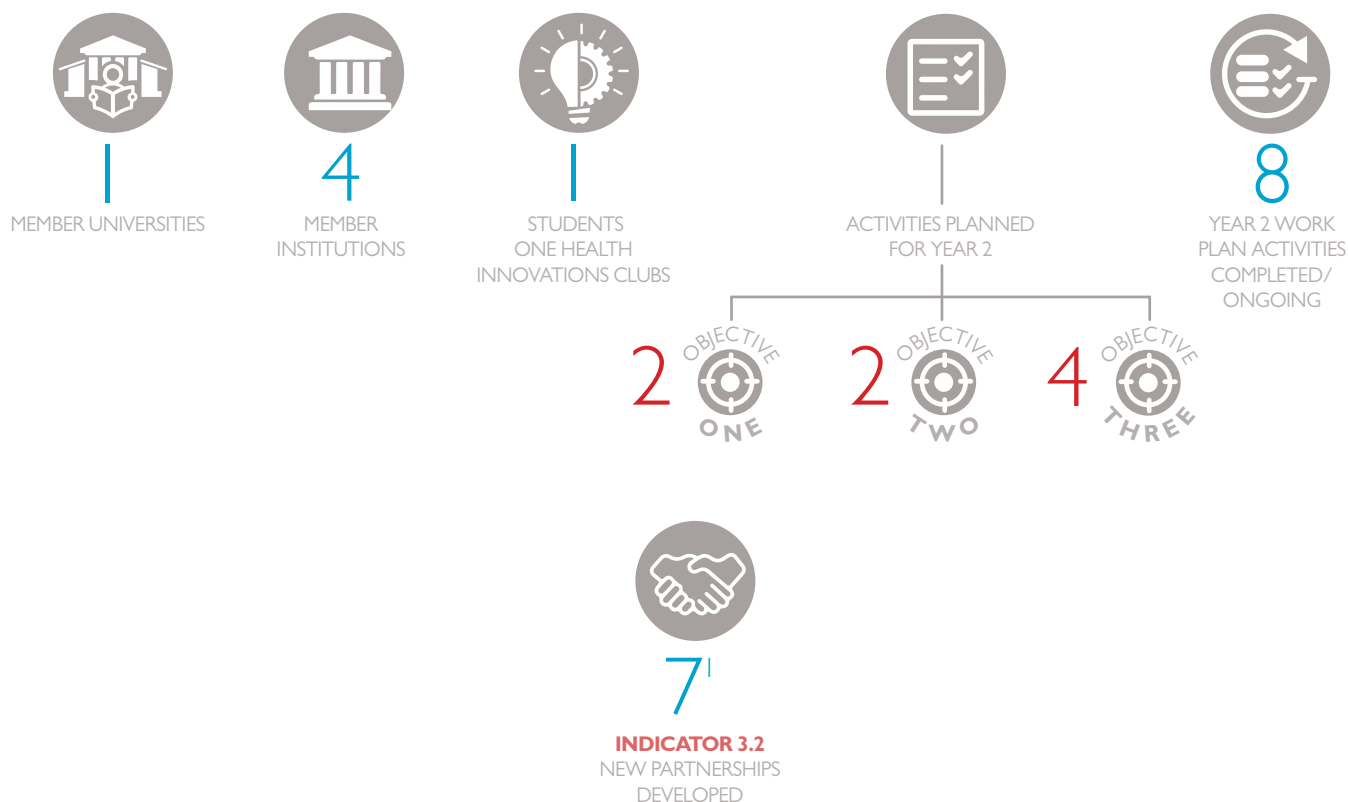 1
MEMBER UNIVERSITIES
4
MEMBER
INSTITUTIONS
1
STUDENTS
ONE HEALTH
INNOVATIONS CLUBS
ACTIVITIES PLANNED
FOR YEAR 2
8
YEAR 2 WORK
PLAN ACTIVITIES
COMPLETED/
ONGOING
2
OBJECTIVE
ONE
2
OBJECTIVE
TWO
4
OBJECTIVE
THREE
7¹
INDICATOR 3.2
NEW PARTNERSHIPS
DEVELOPED